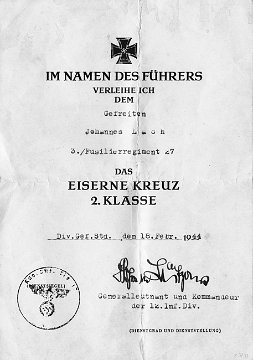 IM NAMEN DES FÜHRERS
VERLEIHE ICH
DEM
Gefreiten
Johannes
3./Füsilierregiment 27
DAS
EISERNE KREUZ
2. KLASSE
Div.Gef.Std. den 18. Febr. 1944
Generalleutnant und Kommandeur
der 12.Inf.Div.
(DIENSTGRAD UND DIENSTSTELLUNG)